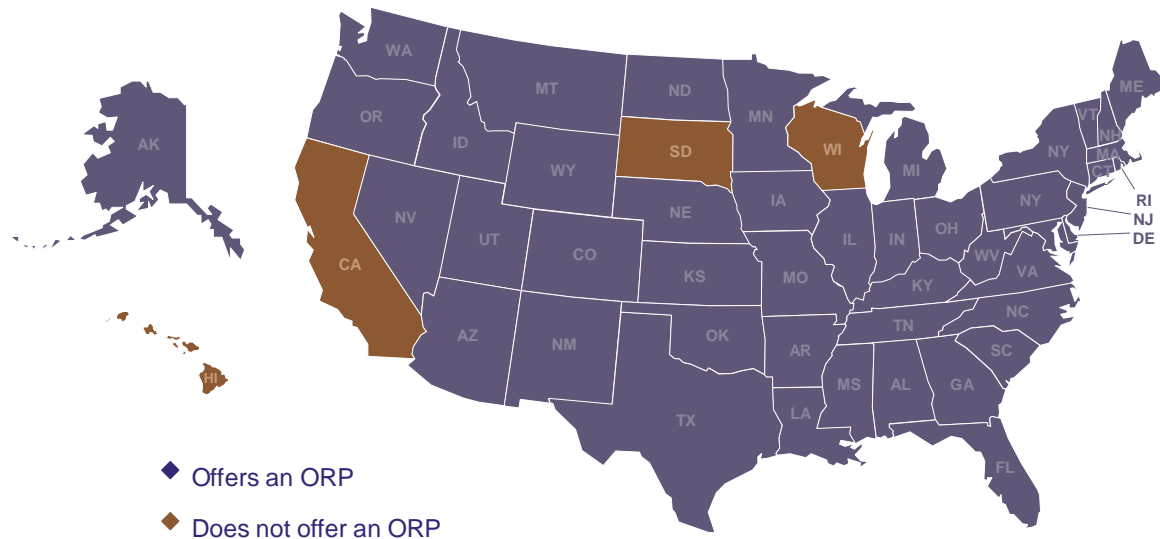 WA
MT
ND
MN
ME
VT
NH
OR
ID
SD
WI
NY
MA
AK
WY
MI
CT
RI
NV
NE
IA
NY
NJ
UT
CO
IL
IN
OH
DE
CA
KS
MO
WV
VA
KY
AZ
NM
OK
TN
NC
AR
SC
HI
MS
AL
GA
TX
LA
FL
Offers an ORP
Does not offer an ORP